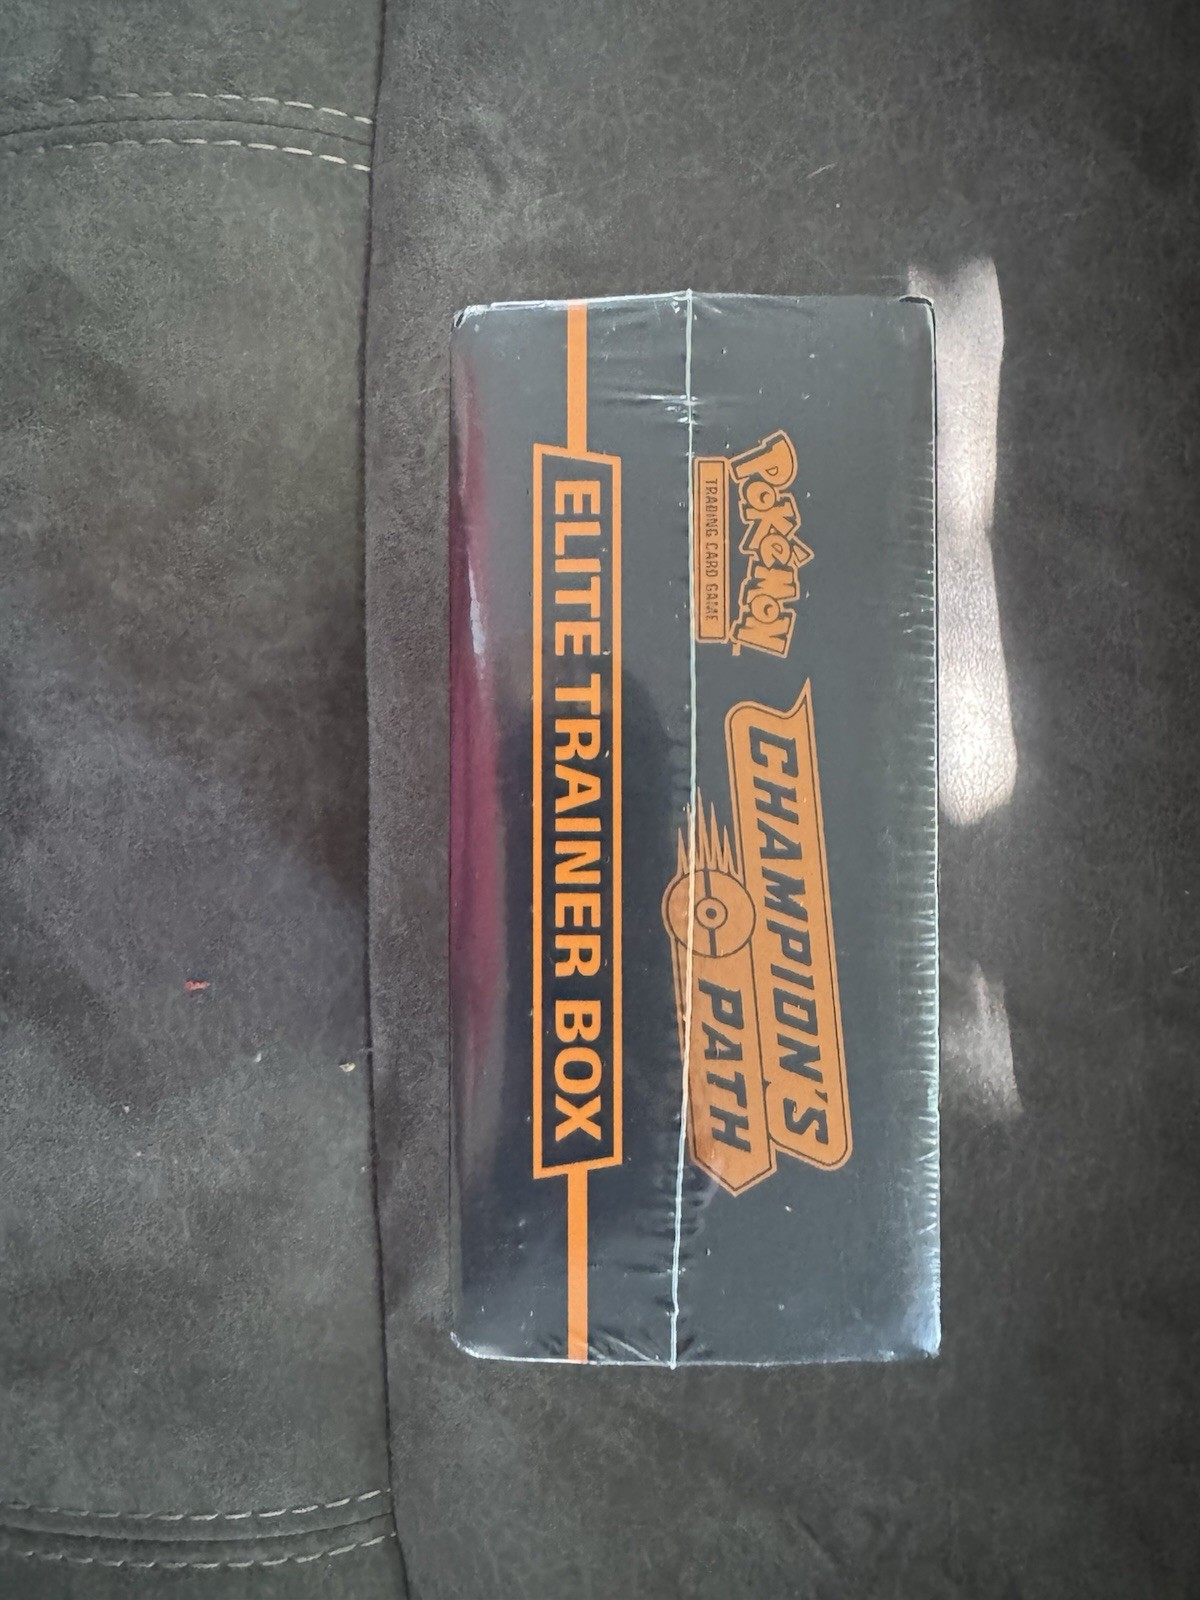 Pokémon
TRADING CARD GAME
CHAMPION'S
PATH
ELITE TRAINER BOX